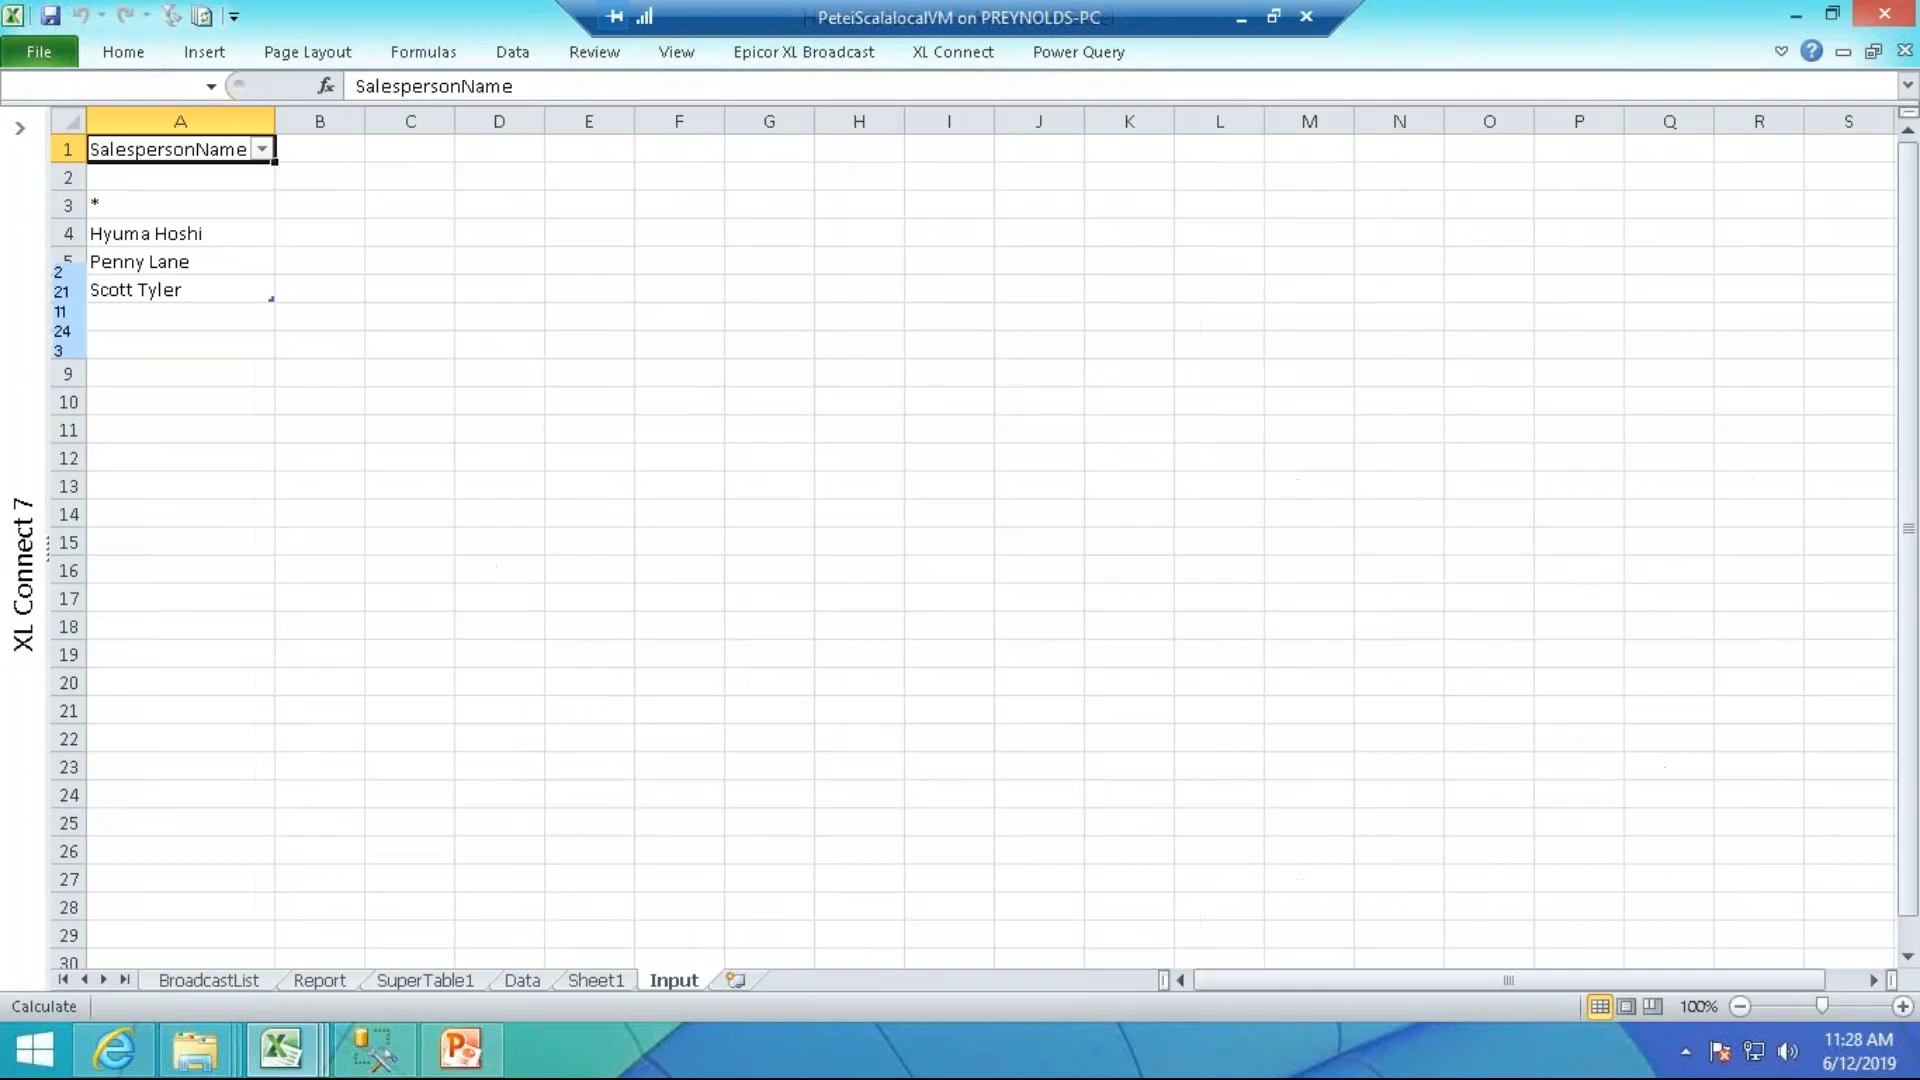 PeteiScalalocalVM on PREYNOLDS-PC
File Home Insert Page Layout Formulas Data Review View Epicor XL Broadcast XL Connect Power Query
fx SalespersonName
A B C D E F G H I J K L M N O P Q R S
1 SalespersonName
2
3 *
4 Hyuma Hoshi
5 Penny Lane
2
21 Scott Tyler
11
24
3
9
10
11
12
13
14
15
16
17
18
19
20
21
22
23
24
25
26
27
28
29
30
XL Connect 7
BroadcastList Report SuperTable1 Data Sheet1 Input
Calculate 100%
11:28 AM
6/12/2019